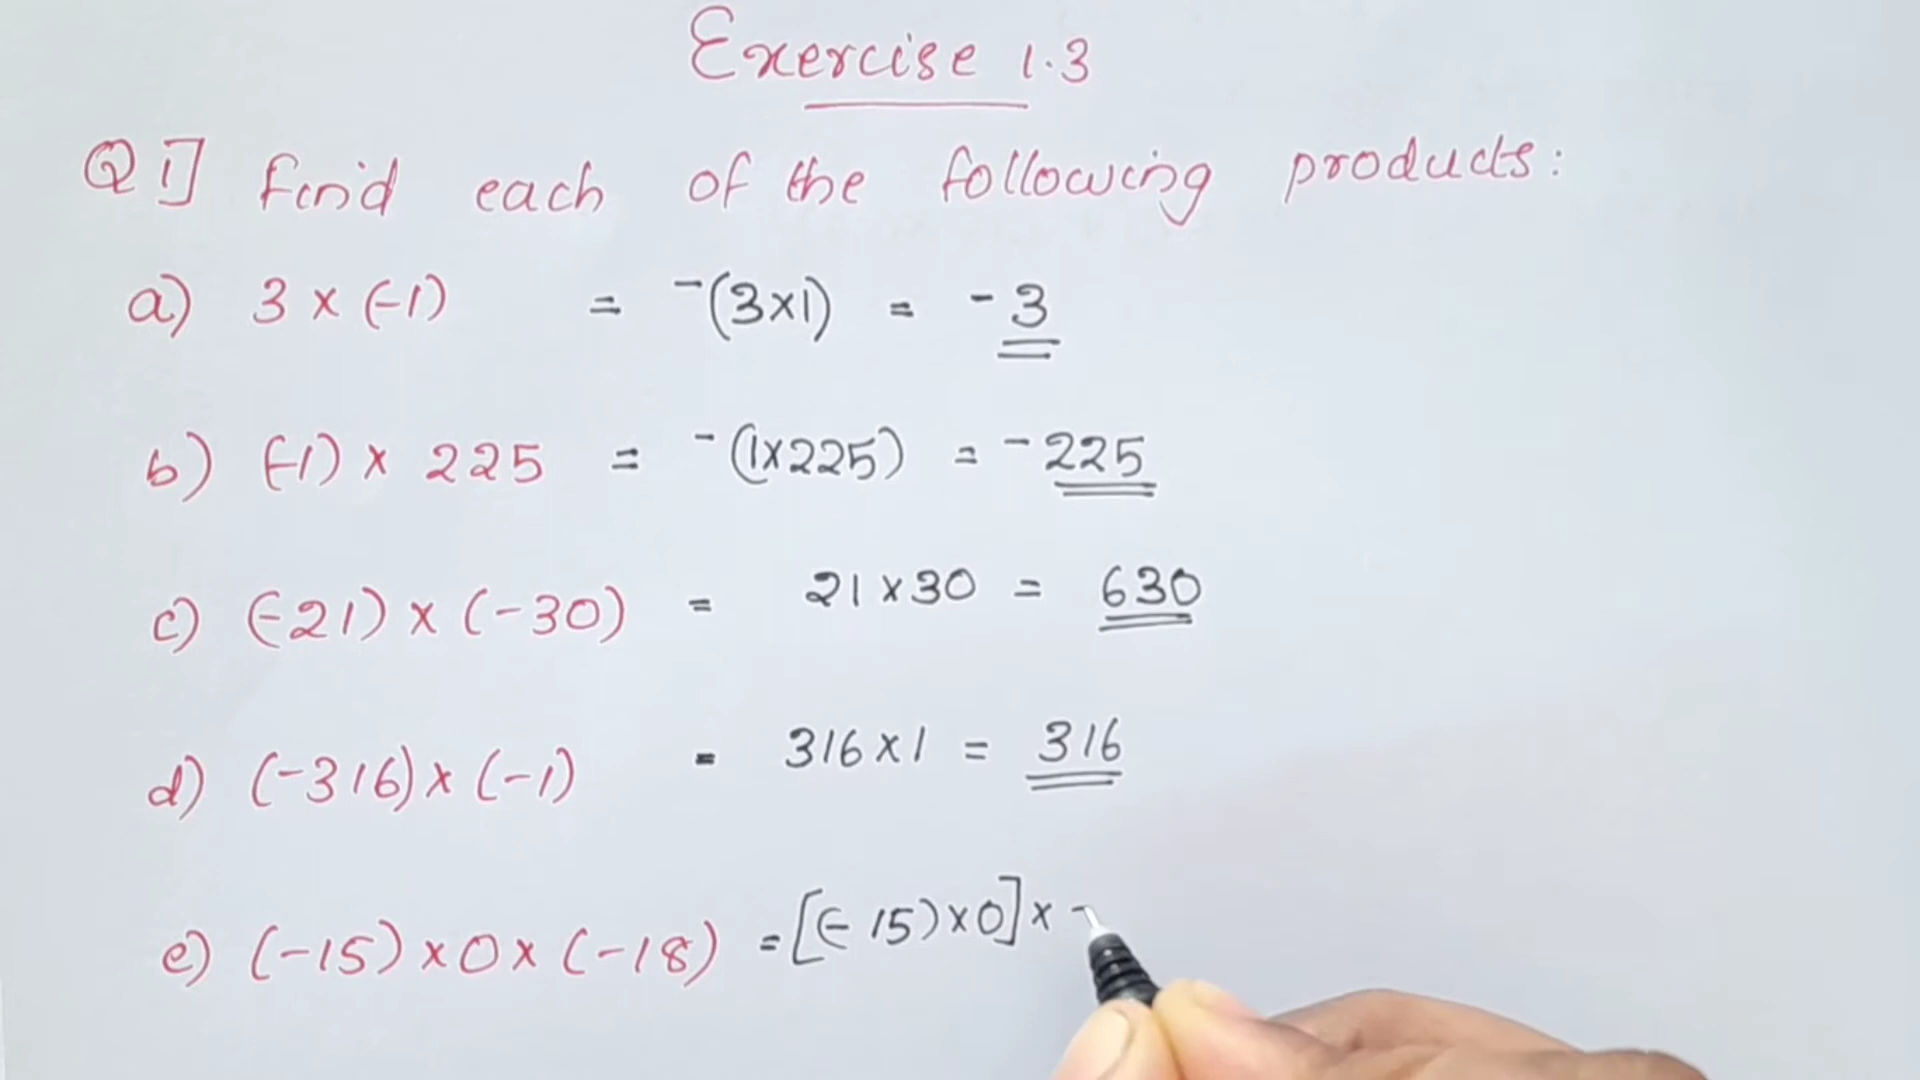 Exercise 1.3
Q1] Find each of the following products:
a) 3 × (-1) = -(3×1) = -3
b) (-1) × 225 = -(1×225) = -225
c) (-21) × (-30) = 21×30 = 630
d) (-316) × (-1) = 316×1 = 316
e) (-15) × 0 × (-18) = [(-15)×0] × -